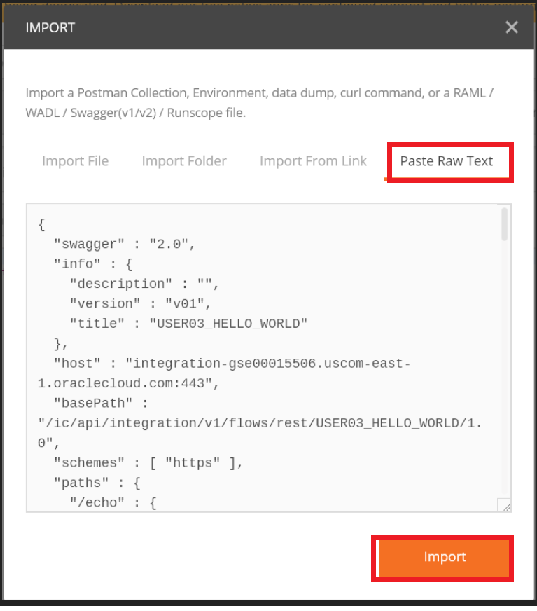 IMPORT
Import a Postman Collection, Environment, data dump, curl command, or a RAML /
WADL / Swagger(v1/v2) / Runscope file.
Import File Import Folder Import From Link Paste Raw Text
{
"swagger" : "2.0",
"info" : {
"description" : "",
"version" : "v01",
"title" : "USER03_HELLO_WORLD"
},
"host" : "integration-gse00015506.uscom-east-
1.oraclecloud.com:443",
"basePath" :
"/ic/api/integration/v1/flows/rest/USER03_HELLO_WORLD/1.
0",
"schemes" : [ "https" ],
"paths" : {
"/echo" : {
Import